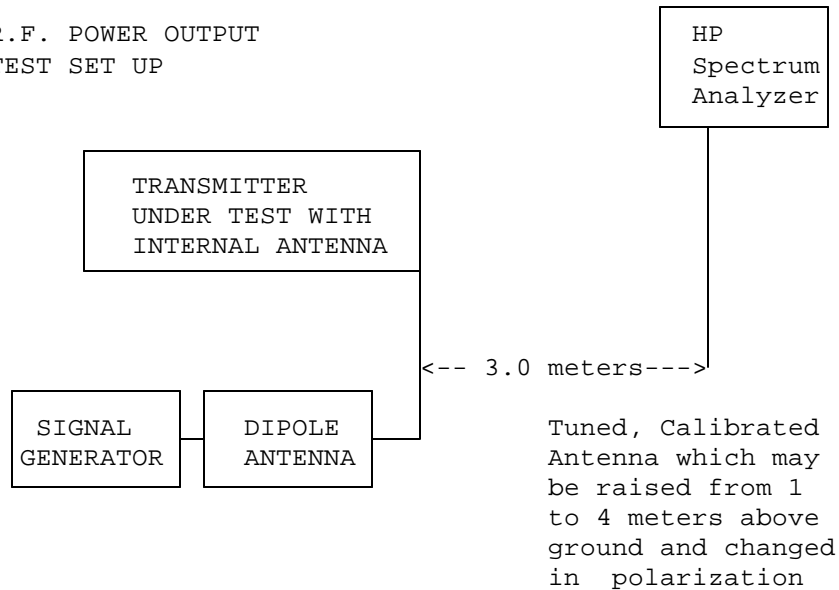 R.F. POWER OUTPUT
TEST SET UP
HP
Spectrum
Analyzer
TRANSMITTER
UNDER TEST WITH
INTERNAL ANTENNA
<-- 3.0 meters--->
SIGNAL
GENERATOR
DIPOLE
ANTENNA
Tuned, Calibrated
Antenna which may
be raised from 1
to 4 meters above
ground and changed
in polarization